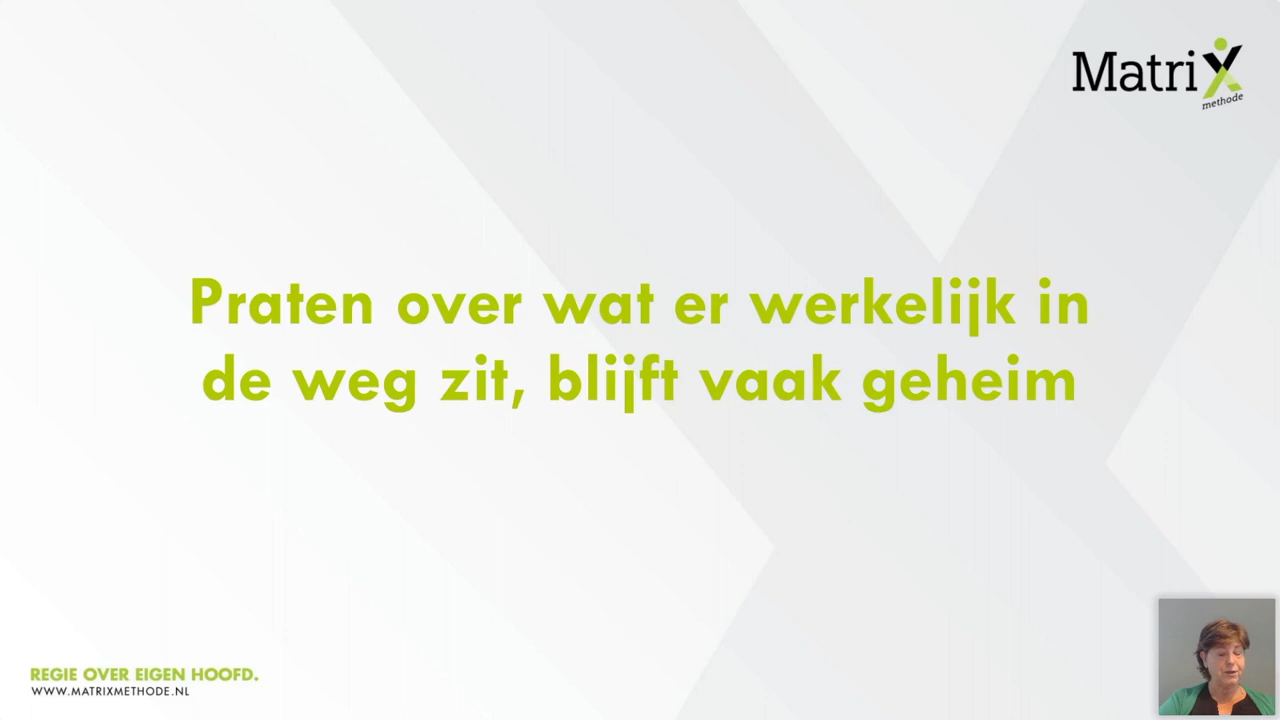 MatriX
methode
Praten over wat er werkelijk in
de weg zit, blijft vaak geheim
REGIE OVER EIGEN HOOFD.
WWW.MATRIXMETHODE.NL